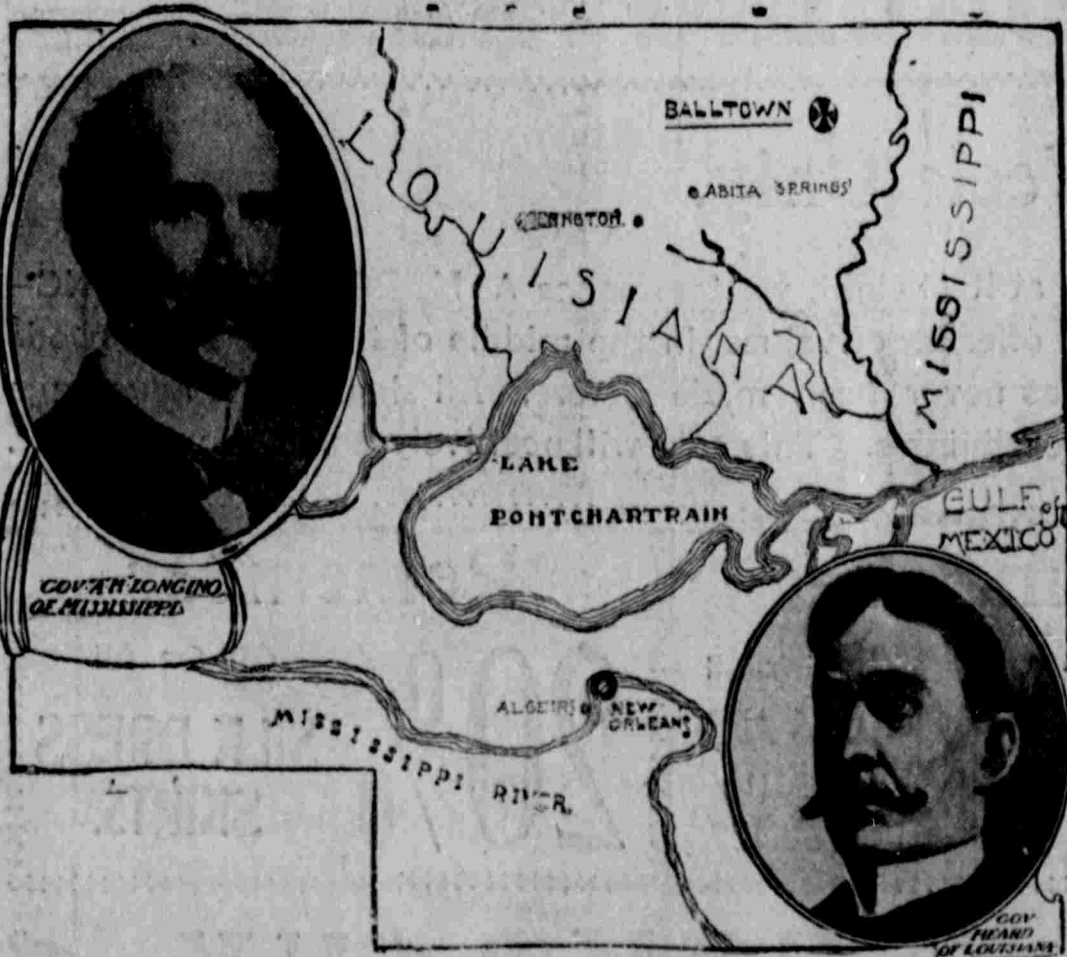 BALLTOWN
ABITA SPRINGS
LOUISIANA
MISSISSIPPI
LAKE
PONTCHARTRAIN
GULF of
MEXICO
GOV. A H LONGINO
OF MISSISSIPPI
ALGEIRS
NEW
ORLEANS
MISSISSIPPI RIVER.
GOV
HEARD
OF LOUISIANA